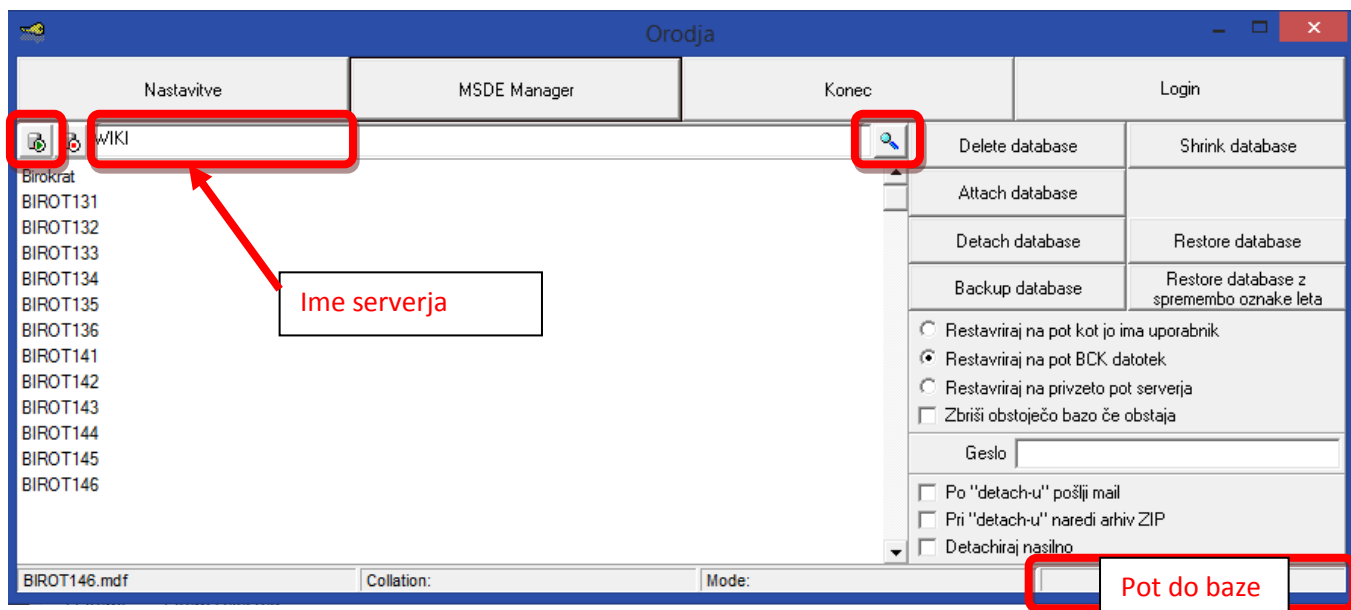 Orodja
Nastavitve
MSDE Manager
Konec
Login
WIKI
Birokrat
BIROT131
BIROT132
BIROT133
BIROT134
BIROT135
BIROT136
BIROT141
BIROT142
BIROT143
BIROT144
BIROT145
BIROT146
Ime serverja
Delete database
Shrink database
Attach database
Detach database
Restore database
Backup database
Restore database z
spremembo oznake leta
Restavriraj na pot kot jo ima uporabnik
Restavriraj na pot BCK datotek
Restavriraj na privzeto pot serverja
Zbriši obstoječo bazo če obstaja
Geslo
Po "detach-u" pošlji mail
Pri "detach-u" naredi arhiv ZIP
Detachiraj nasilno
BIROT146.mdf
Collation:
Mode:
Pot do baze